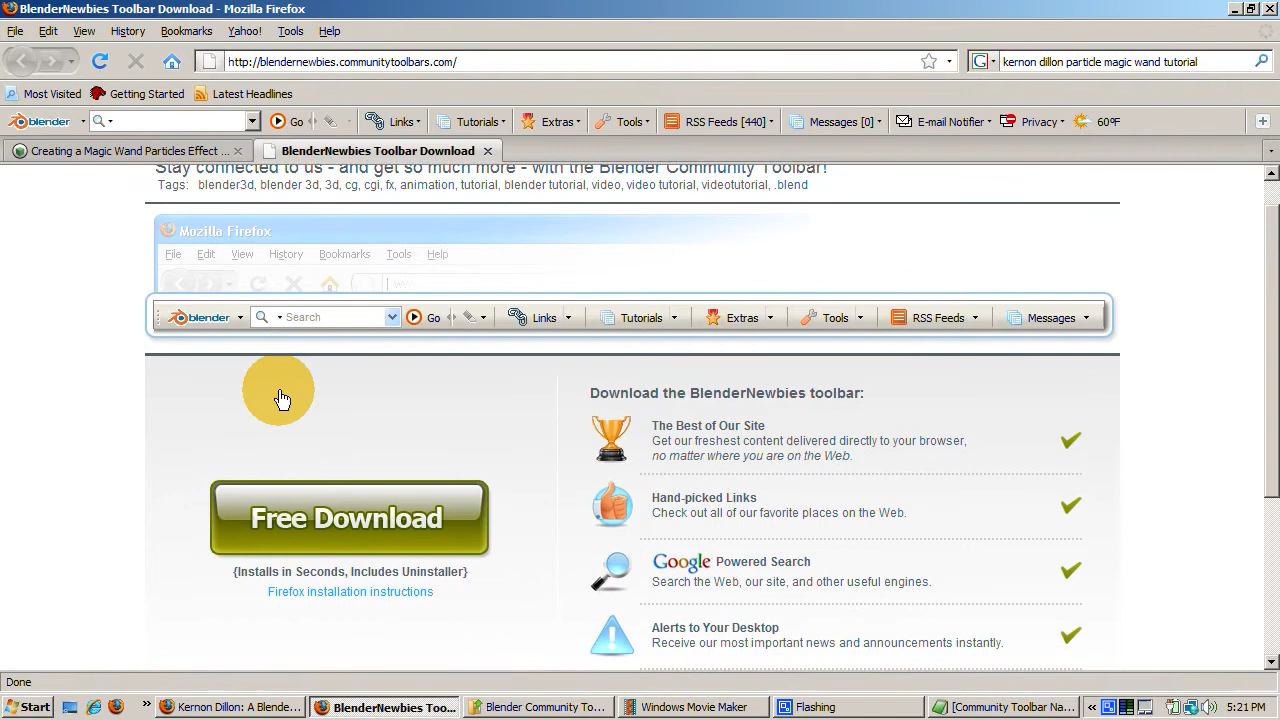 BlenderNewbies Toolbar Download - Mozilla Firefox
File Edit View History Bookmarks Yahoo! Tools Help
http://blendernewbies.communitytoolbars.com/ kernon dillon particle magic wand tutorial
Most Visited Getting Started Latest Headlines
blender Go Links Tutorials Extras Tools RSS Feeds [440] Messages [0] E-mail Notifier Privacy 60°F
Creating a Magic Wand Particles Effect ... BlenderNewbies Toolbar Download
Stay connected to us - and get so much more - with the Blender Community Toolbar!
Tags: blender3d, blender 3d, 3d, cg, cgi, fx, animation, tutorial, blender tutorial, video, video tutorial, videotutorial, .blend
Mozilla Firefox
File Edit View History Bookmarks Tools Help
www
blender Search Go Links Tutorials Extras Tools RSS Feeds Messages
Download the BlenderNewbies toolbar:
The Best of Our Site
Get our freshest content delivered directly to your browser,
no matter where you are on the Web.
Hand-picked Links
Check out all of our favorite places on the Web.
Free Download
Google Powered Search
{Installs in Seconds, Includes Uninstaller}
Search the Web, our site, and other useful engines.
Firefox installation instructions
Alerts to Your Desktop
Receive our most important news and announcements instantly.
Done
Start Kernon Dillon: A Blende... BlenderNewbies Too... Blender Community To... Windows Movie Maker Flashing [Community Toolbar Na... 5:21 PM